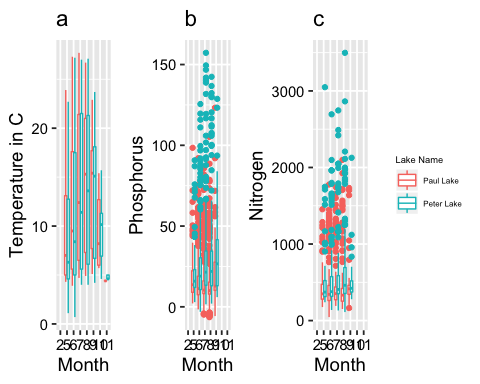 a
b
c
Temperature in C
20
10
0
Phosphorus
150
100
50
0
Nitrogen
3000
2000
1000
0
Lake Name
Paul Lake
Peter Lake
Month
Month
Month